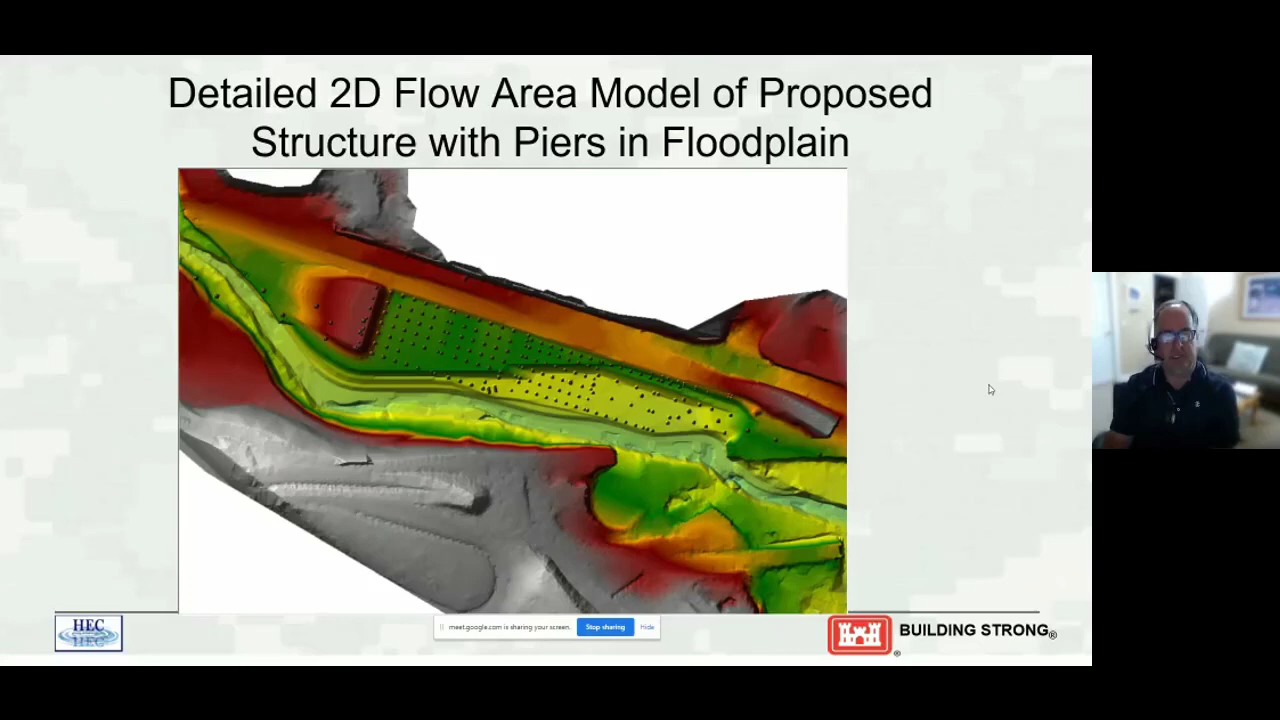 Detailed 2D Flow Area Model of Proposed
Structure with Piers in Floodplain
HEC
HEC
meet.google.com is sharing your screen.
Stop sharing
Hide
BUILDING STRONG®
®